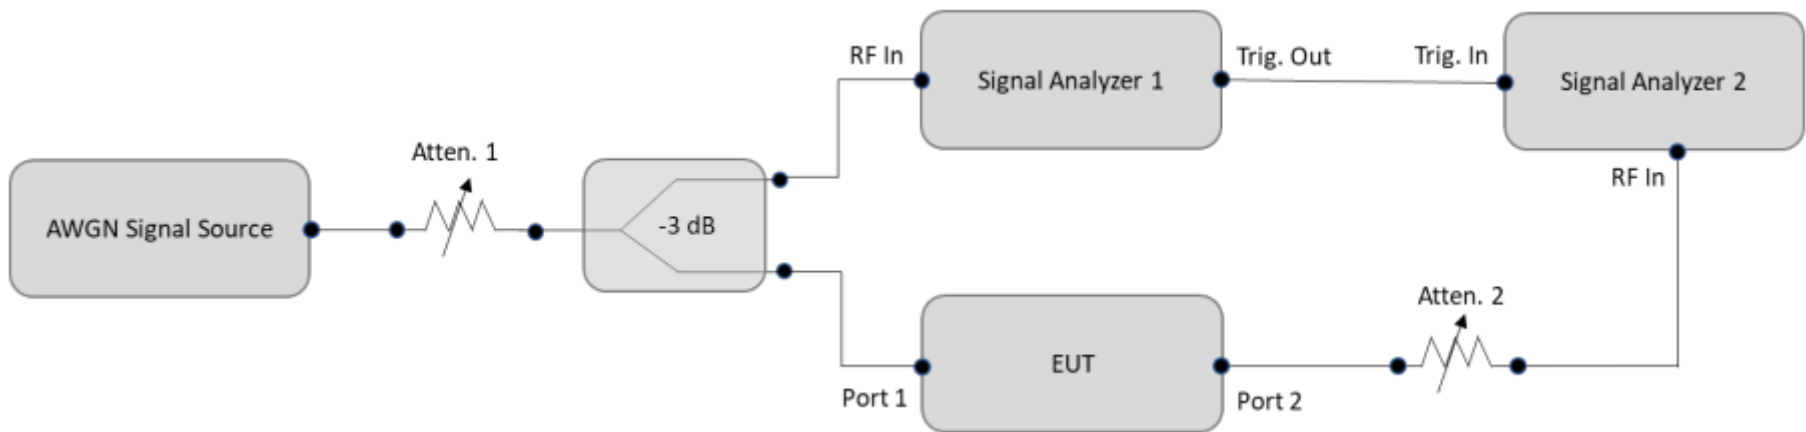 RF In
Signal Analyzer 1
Trig. Out
Trig. In
Signal Analyzer 2
RF In
Atten. 1
AWGN Signal Source
-3 dB
Atten. 2
EUT
Port 1
Port 2